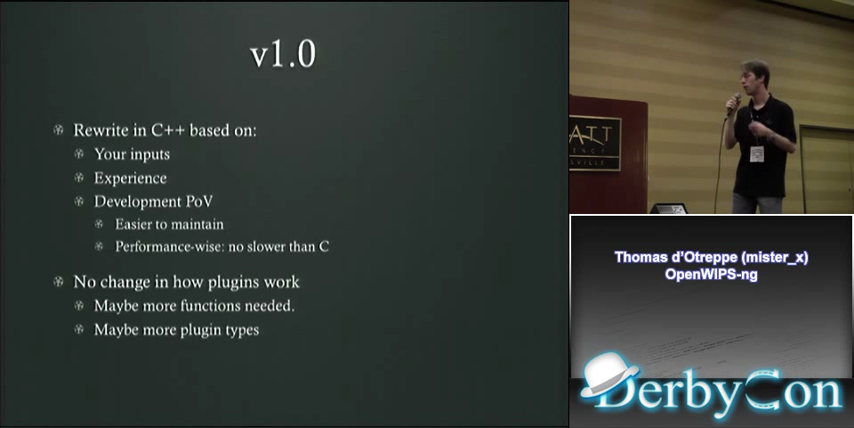 v1.0
Rewrite in C++ based on:
Your inputs
Experience
Development PoV
Easier to maintain
Performance-wise: no slower than C
No change in how plugins work
Maybe more functions needed.
Maybe more plugin types
ATT
Thomas d'Otreppe (mister_x)
OpenWIPS-ng
DerbyCon